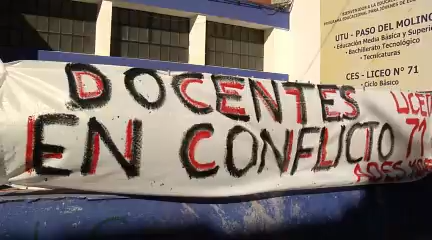 UTU - PASO DEL MOLINO
• Educación Media Básica y Superior
• Bachillerato Tecnológico
• Tecnicaturas
CES - LICEO N° 71
• Ciclo Básico
DOCENTES
EN CONFLICTO
LICEO
71
ADES